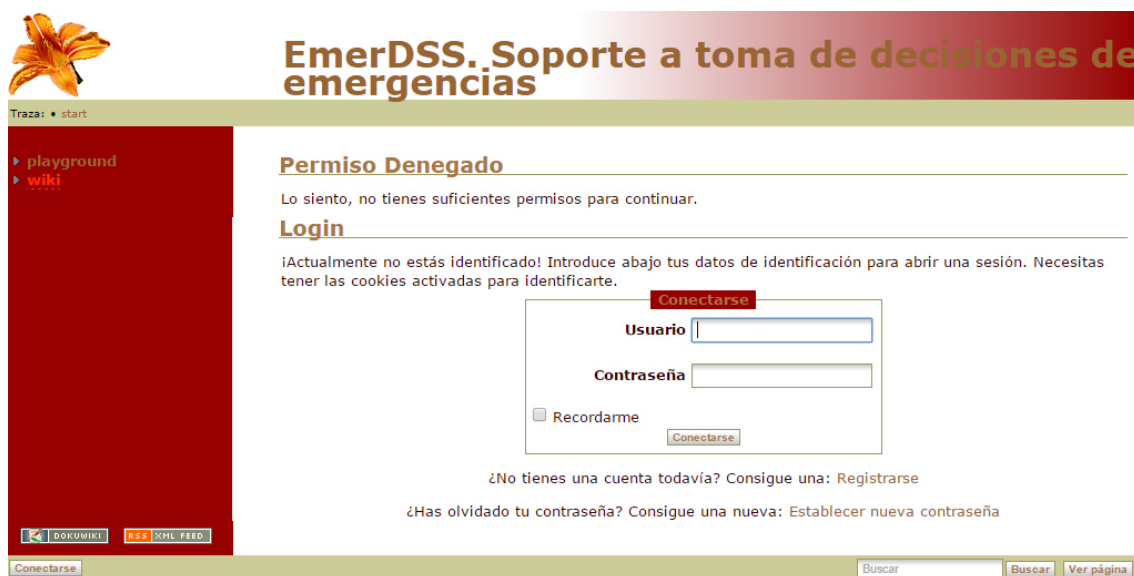 EmerDSS. Soporte a toma de decisiones de
emergencias
Traza: • start
playground
wiki
Permiso Denegado
Lo siento, no tienes suficientes permisos para continuar.
Login
¡Actualmente no estás identificado! Introduce abajo tus datos de identificación para abrir una sesión. Necesitas
tener las cookies activadas para identificarte.
Conectarse
Usuario
Contraseña
Recordarme
Conectarse
¿No tienes una cuenta todavía? Consigue una: Registrarse
¿Has olvidado tu contraseña? Consigue una nueva: Establecer nueva contraseña
DOKUWIKI RSS XML FEED
Conectarse Buscar Buscar Ver página